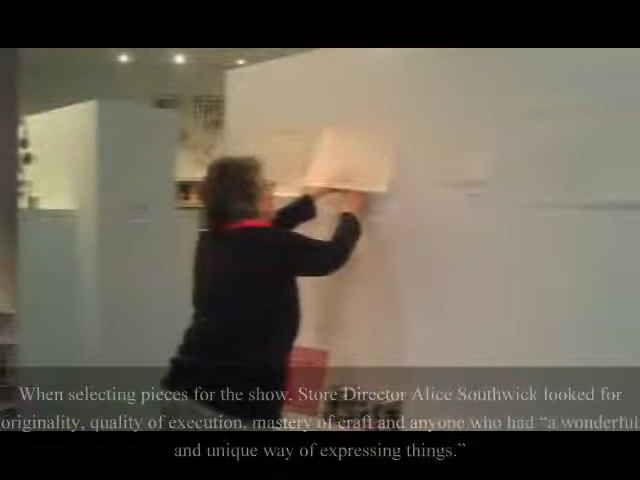 When selecting pieces for the show, Store Director Alice Southwick looked for
originality, quality of execution, mastery of craft and anyone who had “a wonderful
and unique way of expressing things.”